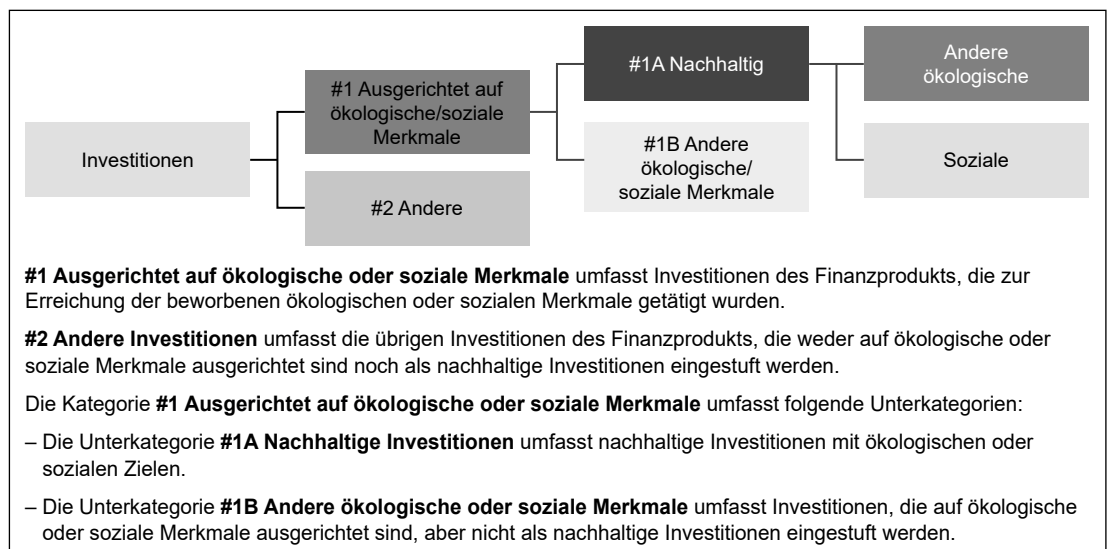 Investitionen
#1 Ausgerichtet auf
ökologische/soziale
Merkmale
#2 Andere
#1A Nachhaltig
#1B Andere
ökologische/
soziale Merkmale
Andere
ökologische
Soziale
#1 Ausgerichtet auf ökologische oder soziale Merkmale umfasst Investitionen des Finanzprodukts, die zur
Erreichung der beworbenen ökologischen oder sozialen Merkmale getätigt wurden.
#2 Andere Investitionen umfasst die übrigen Investitionen des Finanzprodukts, die weder auf ökologische oder
soziale Merkmale ausgerichtet sind noch als nachhaltige Investitionen eingestuft werden.
Die Kategorie #1 Ausgerichtet auf ökologische oder soziale Merkmale umfasst folgende Unterkategorien:
– Die Unterkategorie #1A Nachhaltige Investitionen umfasst nachhaltige Investitionen mit ökologischen oder
sozialen Zielen.
– Die Unterkategorie #1B Andere ökologische oder soziale Merkmale umfasst Investitionen, die auf ökologische
oder soziale Merkmale ausgerichtet sind, aber nicht als nachhaltige Investitionen eingestuft werden.